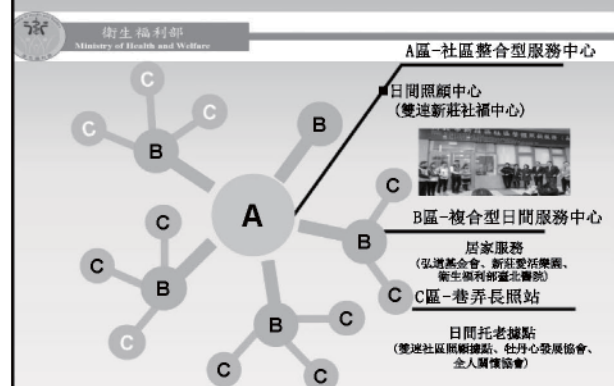 衛生福利部
Ministry of Health and Welfare
A區-社區整合型服務中心
日間照顧中心
(雙連新莊社福中心)
B區-複合型日間服務中心
居家服務
(弘道基金會、新莊愛活樂園、
衛生福利部臺北醫院)
C區-巷弄長照站
日間托老據點
(雙連社區照顧據點、牡丹心發展協會、
全人關懷協會)
C
C
C
B
B
C
A
C
B
C
C
C
B
C
B
C
C
C